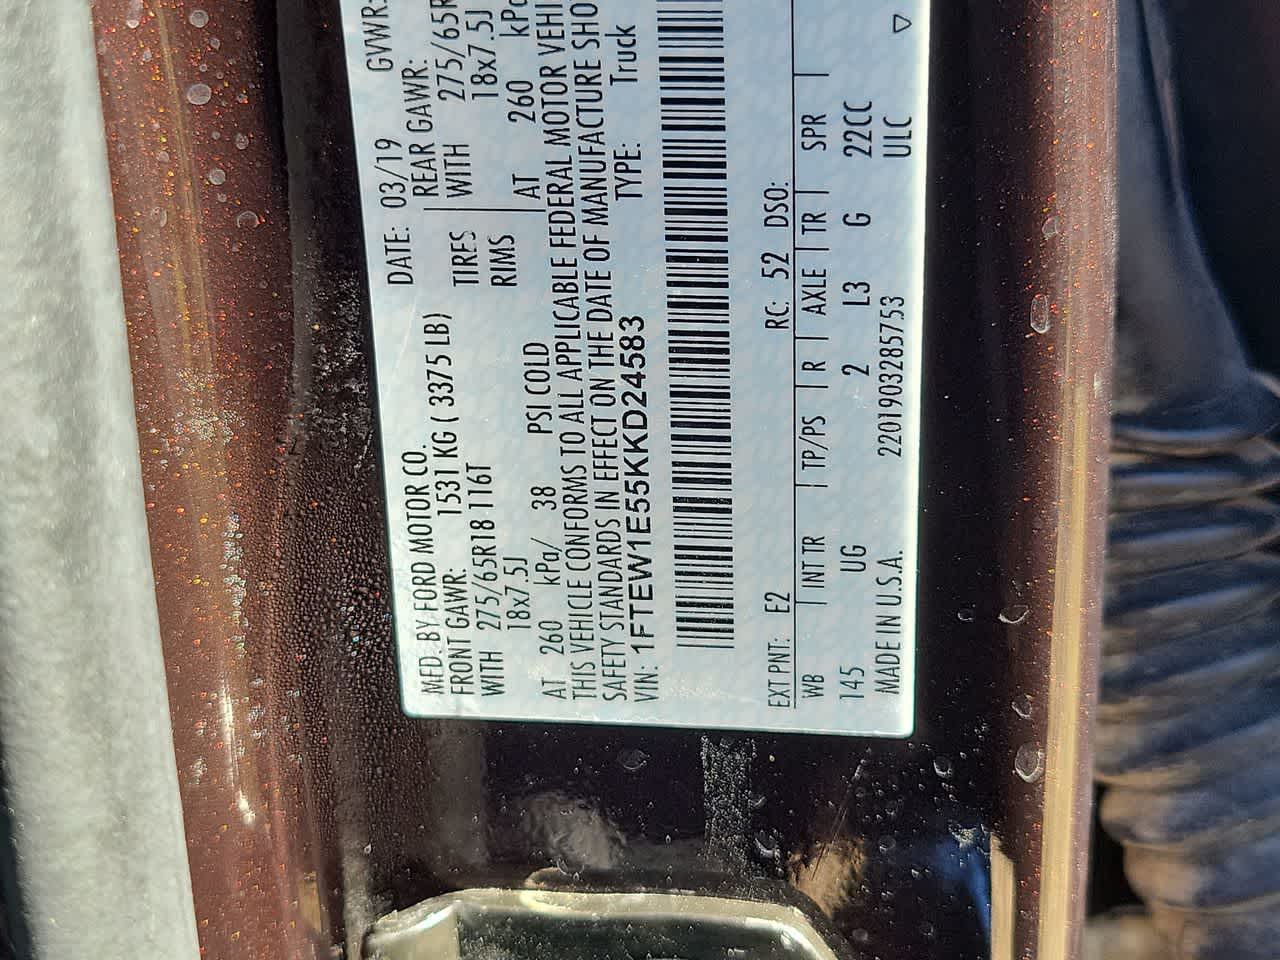 MFD. BY FORD MOTOR CO. DATE: 03/19 GVWR:
FRONT GAWR: 1531 KG ( 3375 LB) REAR GAWR:
WITH 275/65R18 116T TIRES WITH 275/65R
18x7.5J RIMS 18x7.5J
AT 260 kPa/ 38 PSI COLD AT 260 kPa
THIS VEHICLE CONFORMS TO ALL APPLICABLE FEDERAL MOTOR VEHI
SAFETY STANDARDS IN EFFECT ON THE DATE OF MANUFACTURE SHO
VIN: 1FTEW1E55KKD24583 TYPE: Truck
EXT PNT: E2 RC: 52 DSO:
WB INT TR TP/PS R AXLE TR SPR
145 UG 2 L3 G 22CC
MADE IN U.S.A. 220190328575​3 ULC